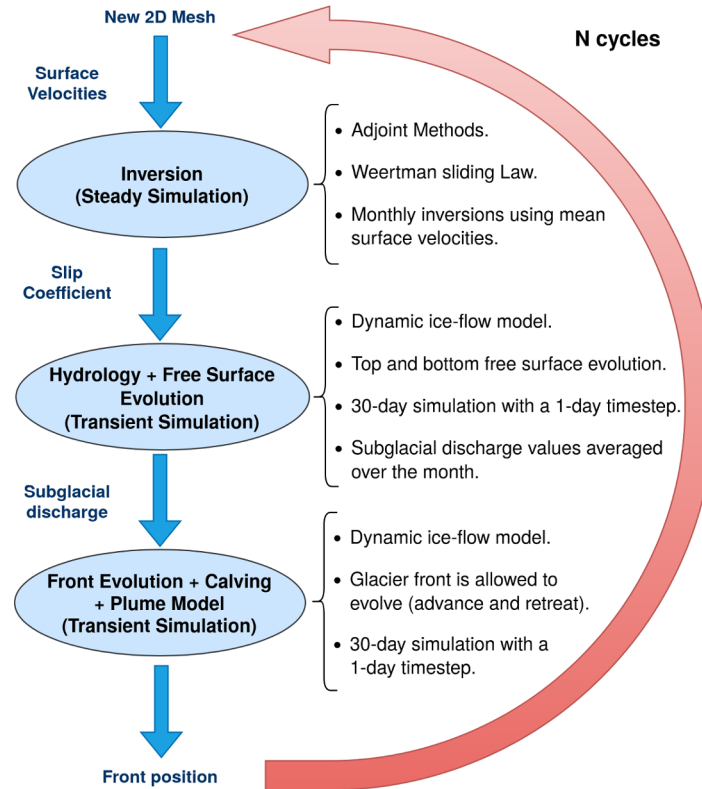 New 2D Mesh
N cycles
Surface
Velocities
Inversion
(Steady Simulation)
• Adjoint Methods.
• Weertman sliding Law.
• Monthly inversions using mean
surface velocities.
Slip
Coefficient
Hydrology + Free Surface
Evolution
(Transient Simulation)
• Dynamic ice-flow model.
• Top and bottom free surface evolution.
• 30-day simulation with a 1-day timestep.
• Subglacial discharge values averaged
over the month.
Subglacial
discharge
Front Evolution + Calving
+ Plume Model
(Transient Simulation)
• Dynamic ice-flow model.
• Glacier front is allowed to
evolve (advance and retreat).
• 30-day simulation with a
1-day timestep.
Front position